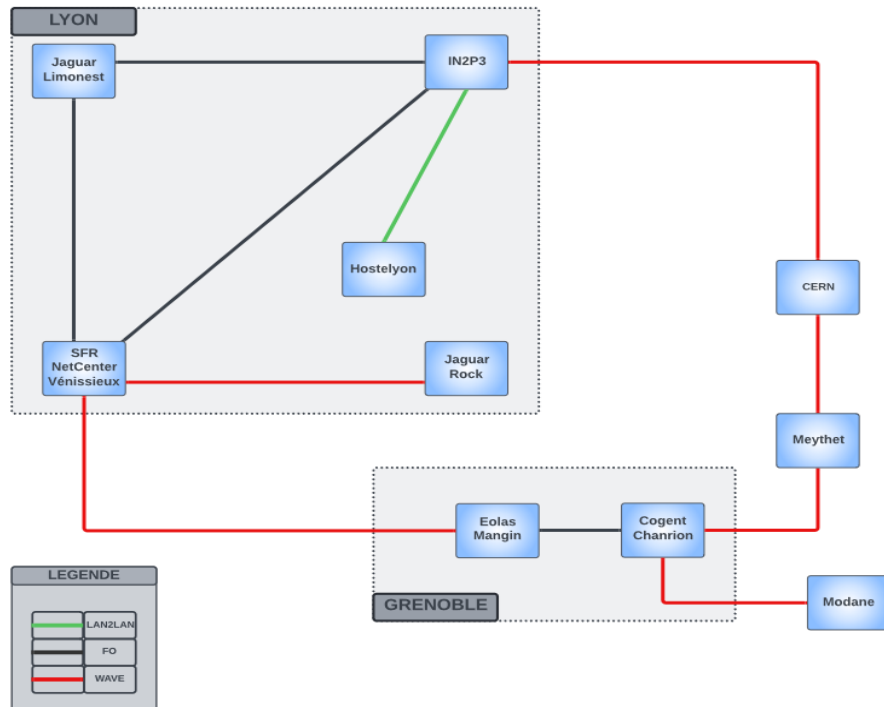 LYON
Jaguar
Limonest
IN2P3
Hostelyon
CERN
SFR
NetCenter
Vénissieux
Jaguar
Rock
Meythet
Eolas
Mangin
Cogent
Chanrion
GRENOBLE
Modane
LEGENDE
LAN2LAN
FO
WAVE